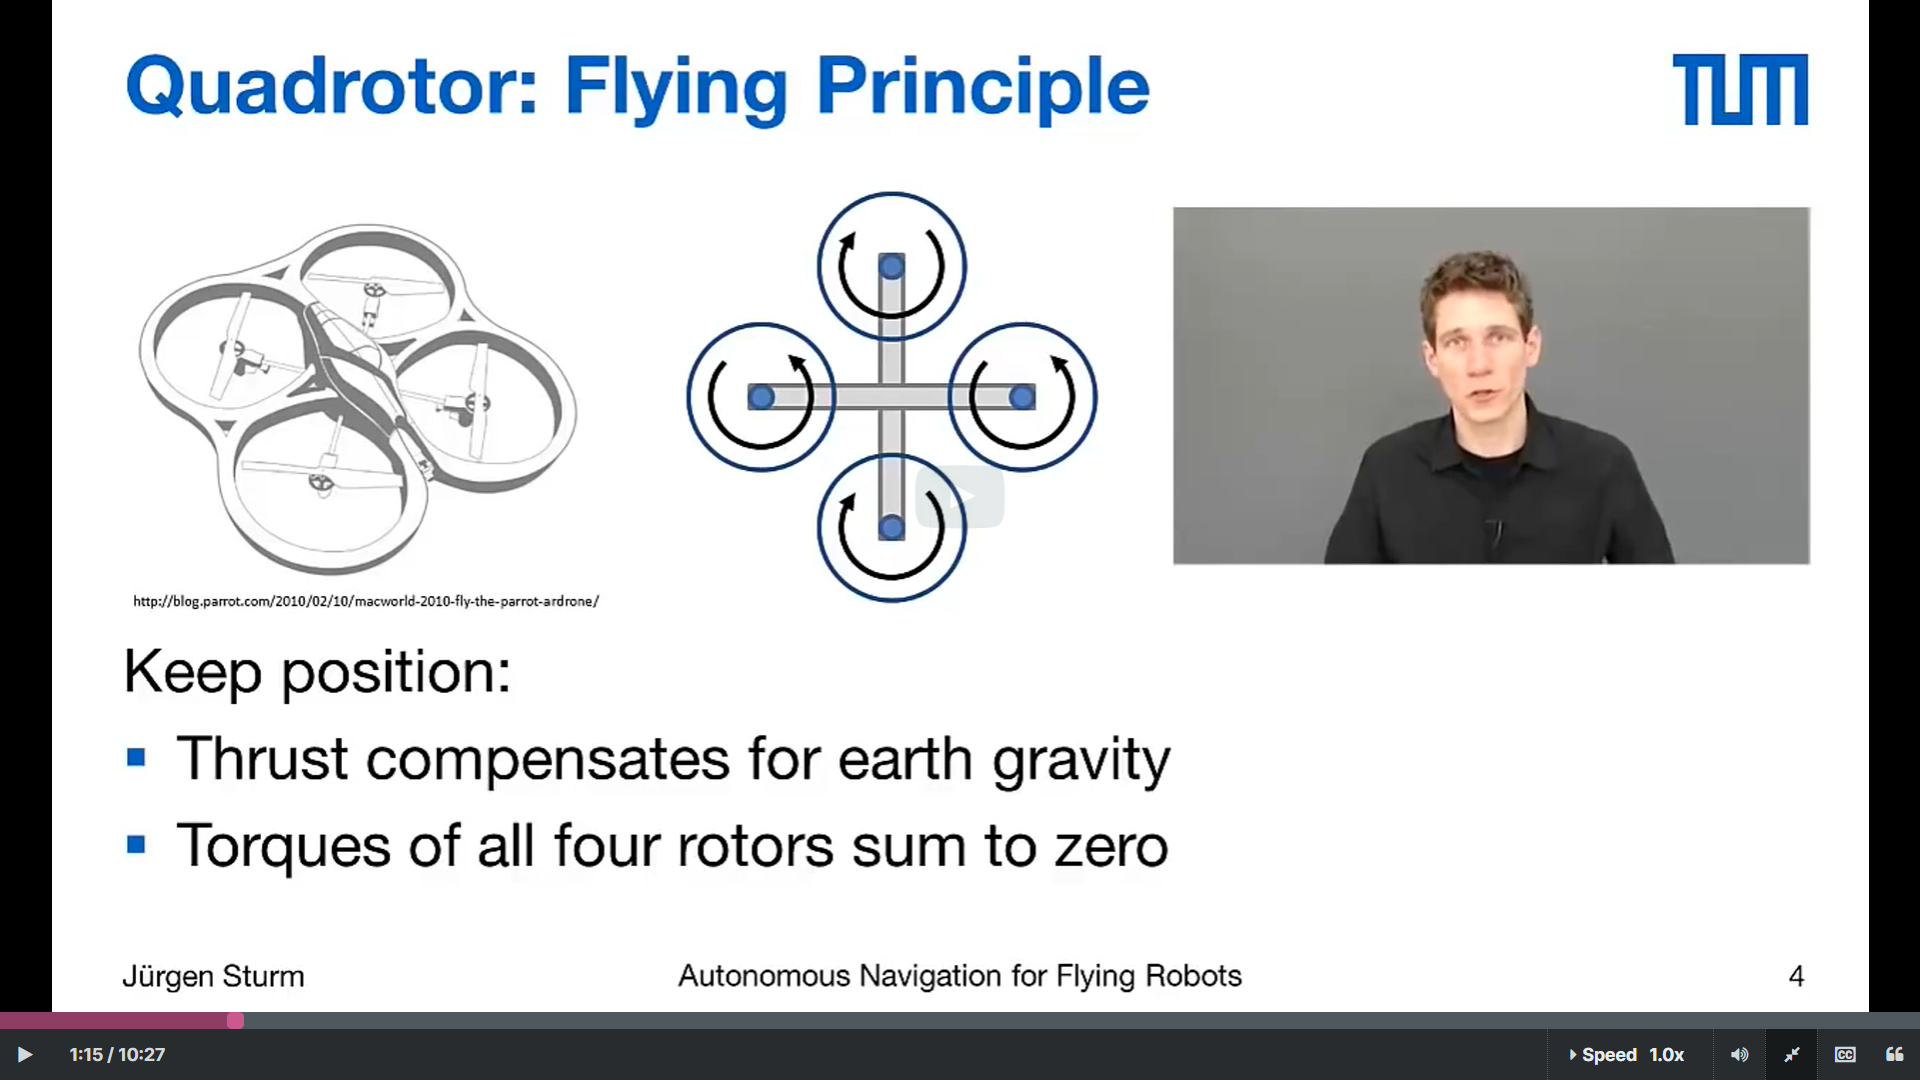 Quadrotor: Flying Principle
TUM
http://blog.parrot.com/2010/02/10/macworld-2010-fly-the-parrot-ardrone/
Keep position:
Thrust compensates for earth gravity
Torques of all four rotors sum to zero
Jürgen Sturm
Autonomous Navigation for Flying Robots
4
1:15 / 10:27
Speed 1.0x
CC